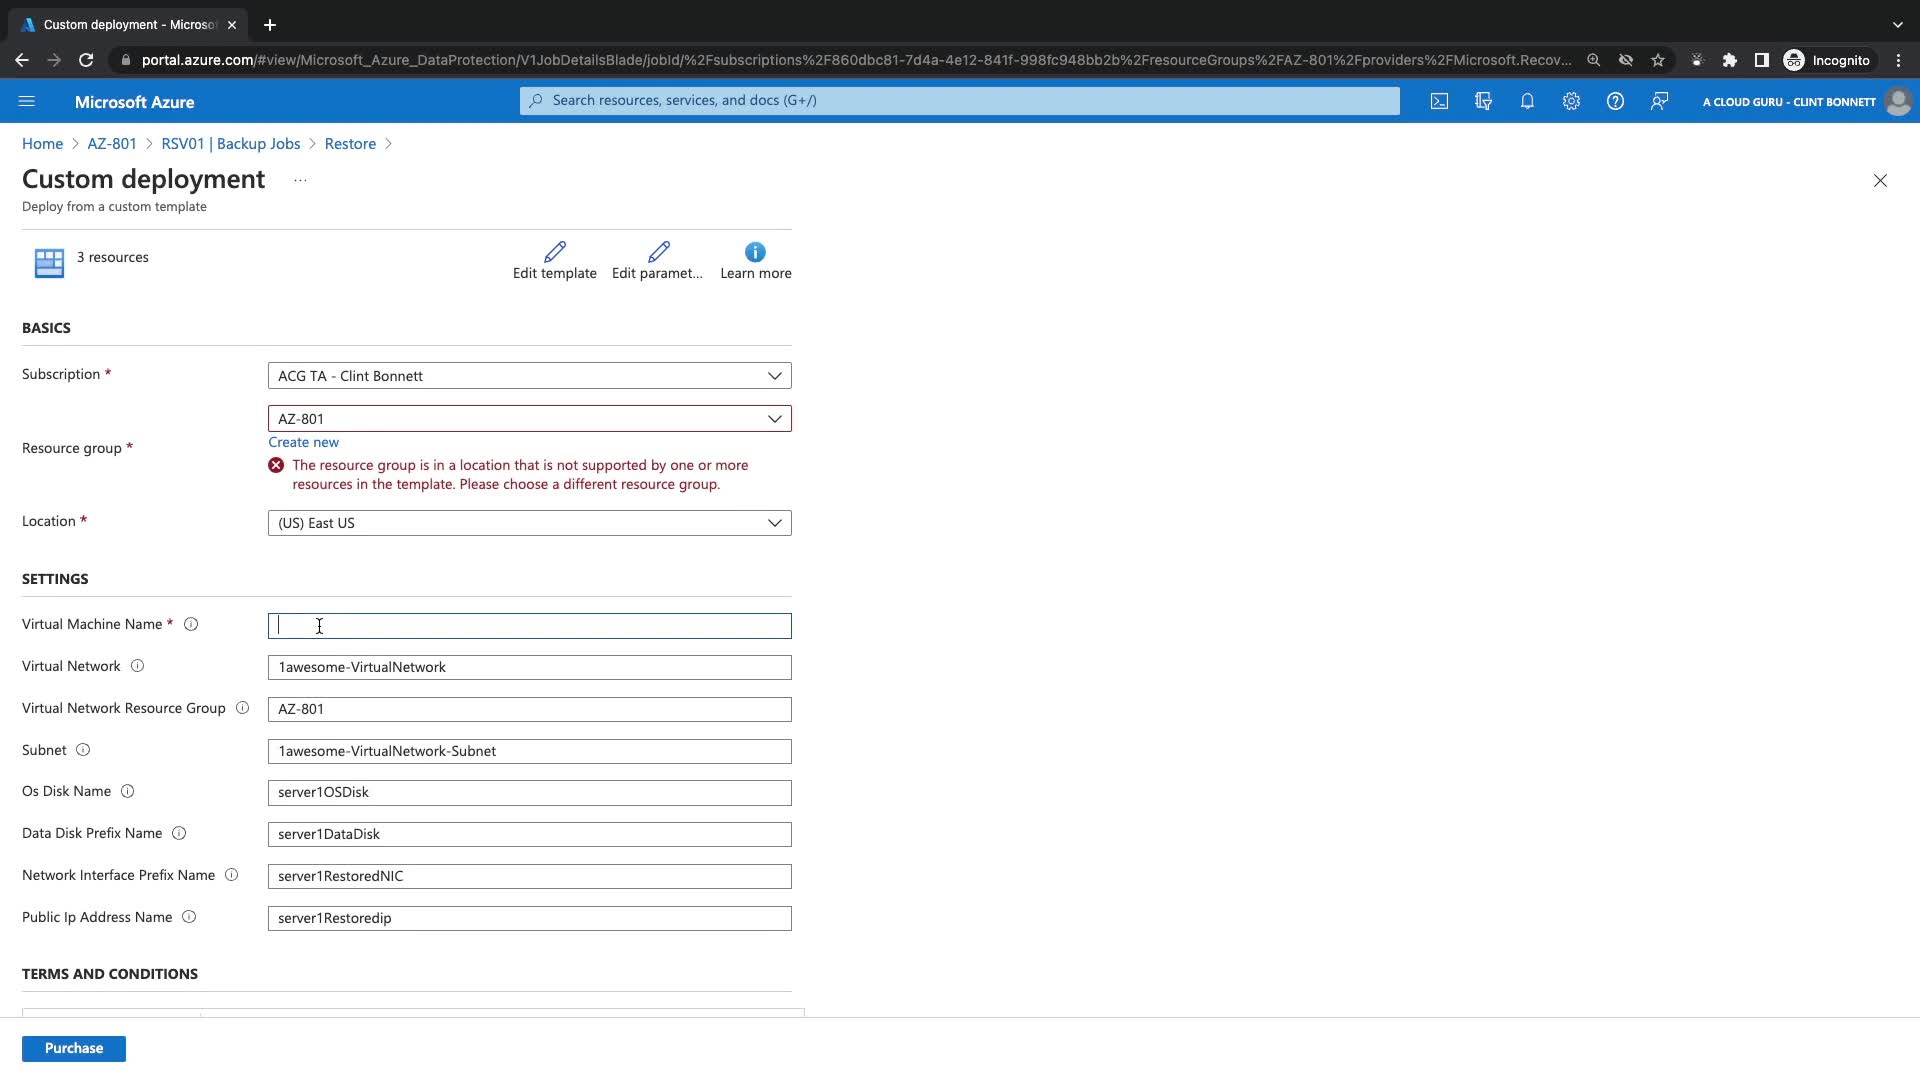 Custom deployment - Microso
portal.azure.com/#view/Microsoft_Azure_DataProtection/V1JobDetailsBlade/jobId/%2Fsubscriptions%2F860dbc81-7d4a-4e12-841f-998fc948bb2b%2FresourceGroups%2FAZ-801%2Fproviders%2FMicrosoft.Recov...
Incognito
Microsoft Azure
Search resources, services, and docs (G+/)
A CLOUD GURU - CLINT BONNETT
Home > AZ-801 > RSV01 | Backup Jobs > Restore >
Custom deployment ...
Deploy from a custom template
3 resources
Edit template
Edit paramet...
Learn more
BASICS
Subscription *
ACG TA - Clint Bonnett
AZ-801
Create new
Resource group *
The resource group is in a location that is not supported by one or more
resources in the template. Please choose a different resource group.
Location *
(US) East US
SETTINGS
Virtual Machine Name *
Virtual Network
1awesome-VirtualNetwork
Virtual Network Resource Group
AZ-801
Subnet
1awesome-VirtualNetwork-Subnet
Os Disk Name
server1OSDisk
Data Disk Prefix Name
server1DataDisk
Network Interface Prefix Name
server1RestoredNIC
Public Ip Address Name
server1Restoredip
TERMS AND CONDITIONS
Purchase